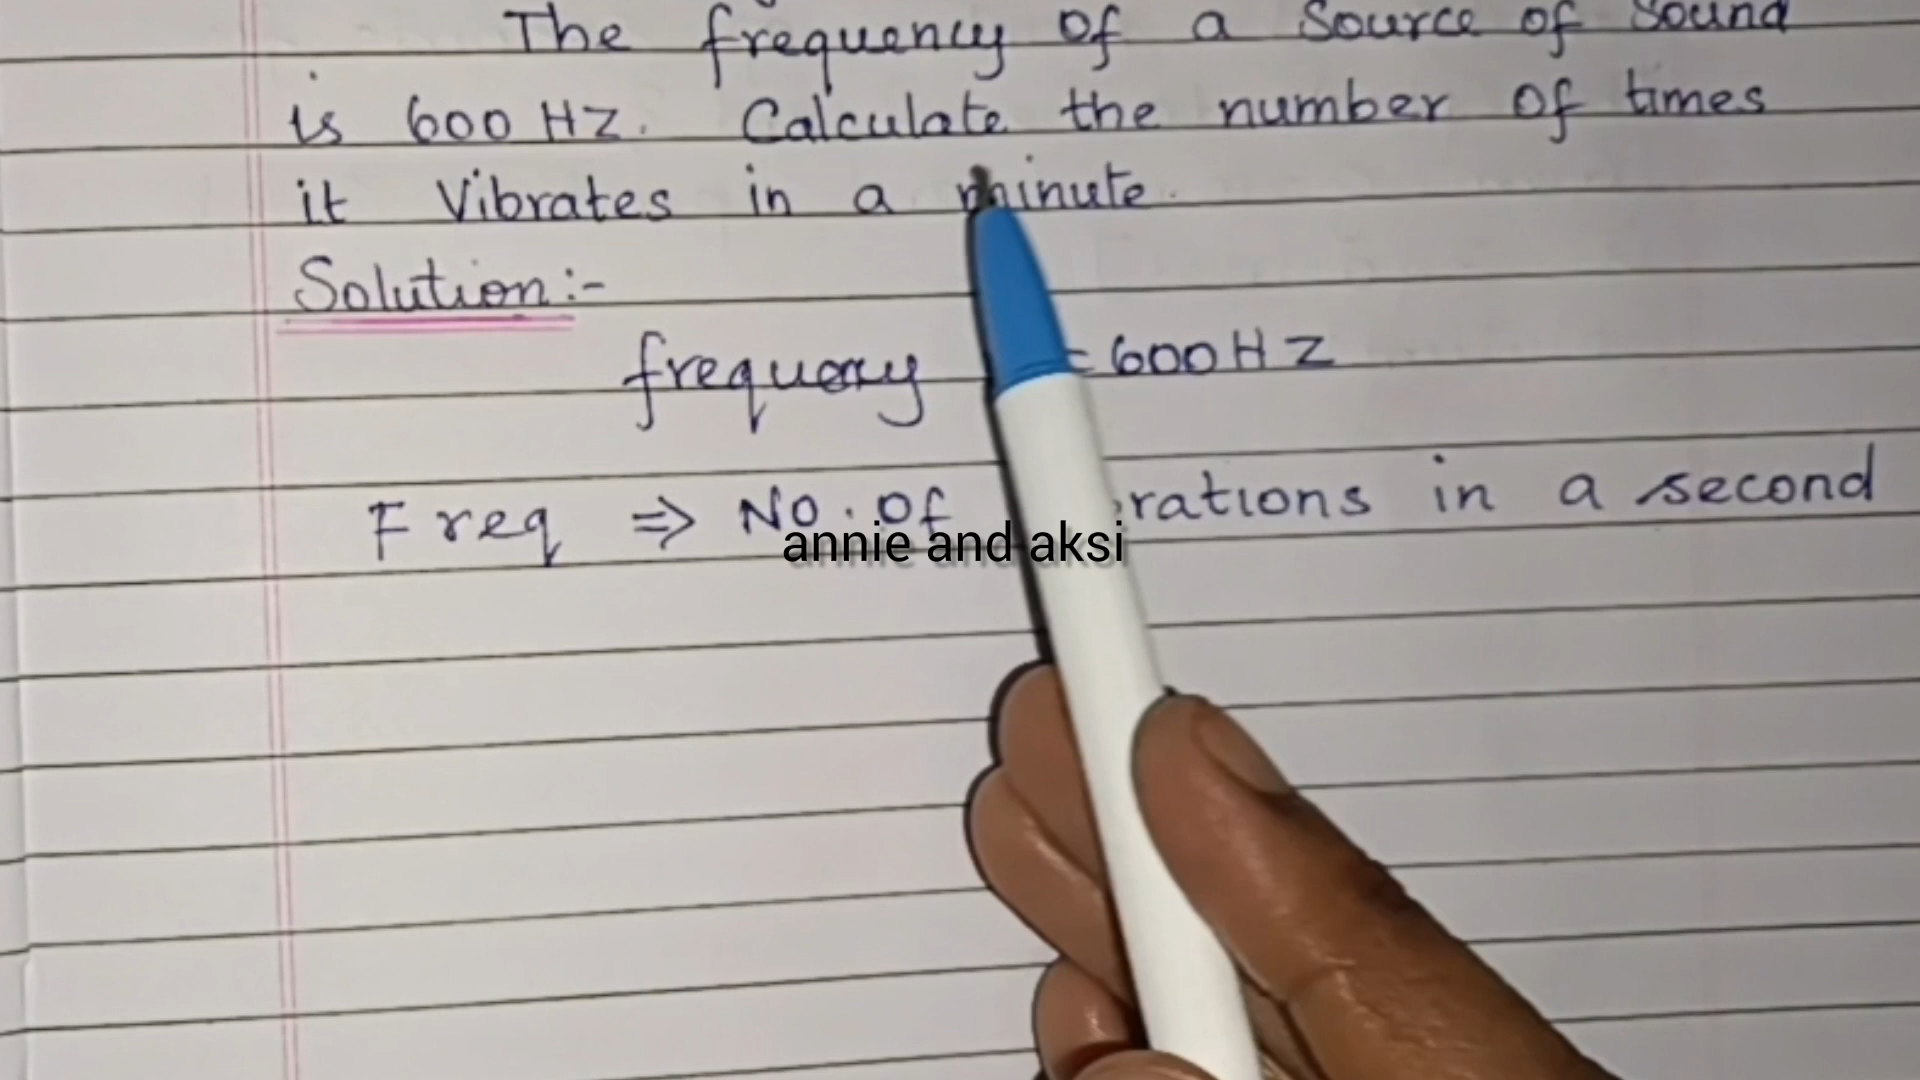 The frequency of a Source of Sound
is 600 HZ. Calculate the number of times
it Vibrates in a minute.
Solution:-
frequency = 600 HZ
Freq ⇒ No. of rations in a second
annie and aksi